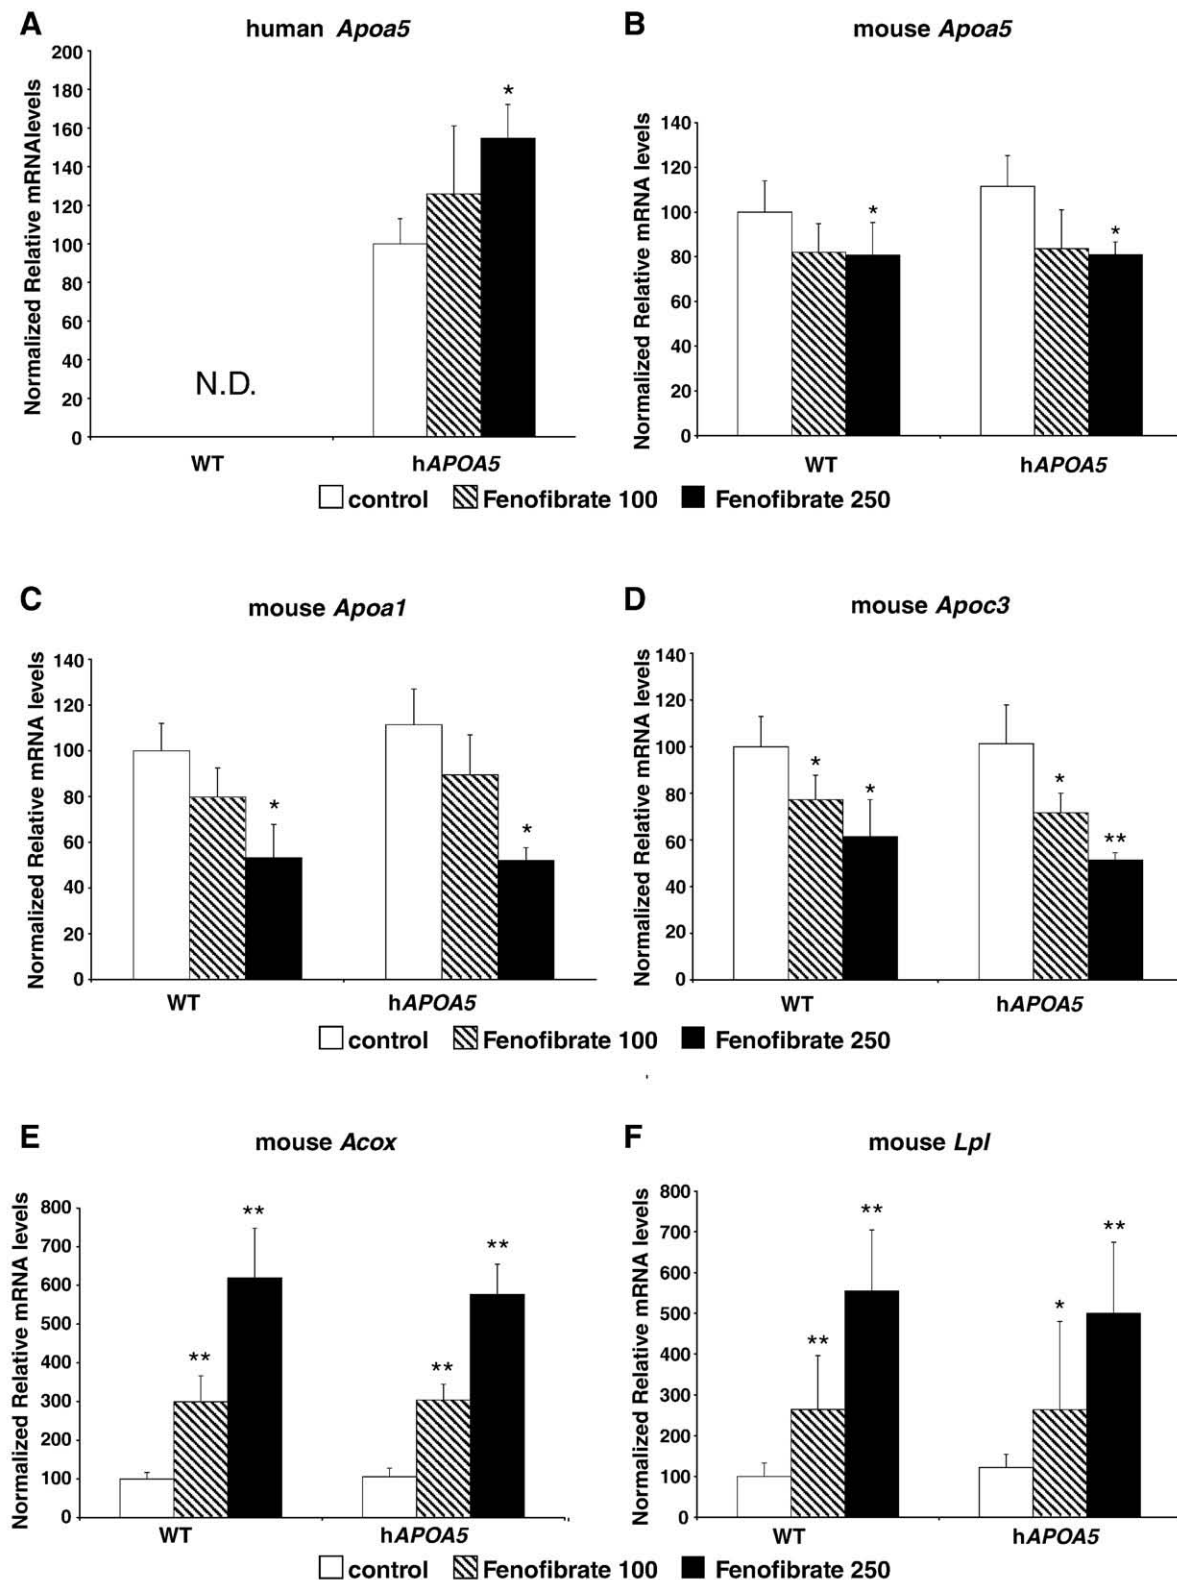 A
human Apoa5
Normalized Relative mRNAlevels
200
180
160
140
120
100
80
60
40
20
0
*
N.D.
WT
hAPOA5
B
mouse Apoa5
Normalized Relative mRNA levels
140
120
100
80
60
40
20
0
*
*
WT
hAPOA5
control Fenofibrate 100 Fenofibrate 250
C
mouse Apoa1
Normalized Relative mRNA levels
140
120
100
80
60
40
20
0
*
*
WT
hAPOA5
D
mouse Apoc3
Normalized Relative mRNA levels
140
120
100
80
60
40
20
0
*
*
*
**
WT
hAPOA5
control Fenofibrate 100 Fenofibrate 250
E
mouse Acox
Normalized Relative mRNA levels
800
700
600
500
400
300
200
100
0
**
**
**
**
WT
hAPOA5
F
mouse Lpl
Normalized Relative mRNA levels
800
700
600
500
400
300
200
100
0
**
**
*
**
WT
hAPOA5
control Fenofibrate 100 Fenofibrate 250